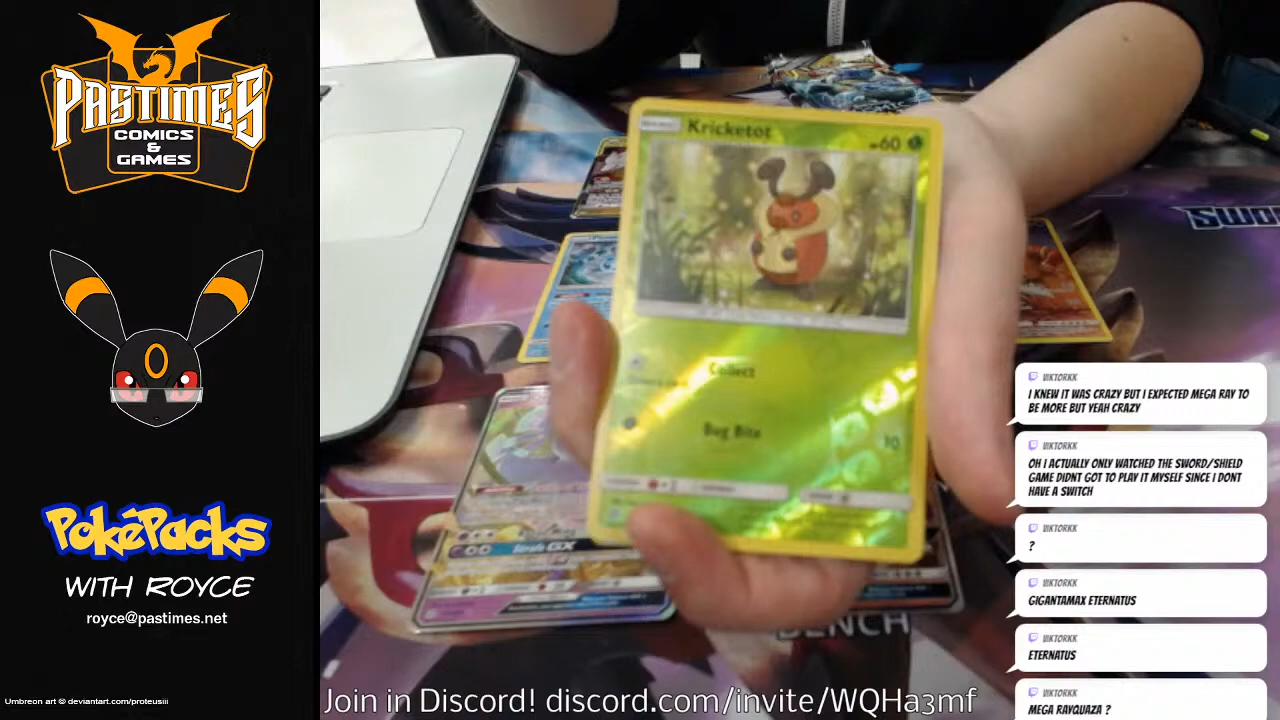 PASTIMES
COMICS
&
GAMES
PokéPacks
WITH ROYCE
royce@pastimes.net
Umbreon art © deviantart.com/proteusiii
Kricketot
60
Collect
Bug Bite
10
GX
BENCH
VIKTORKK
I KNEW IT WAS CRAZY BUT I EXPECTED MEGA RAY TO
BE MORE BUT YEAH CRAZY
VIKTORKK
OH I ACTUALLY ONLY WATCHED THE SWORD/SHIELD
GAME DIDNT GOT TO PLAY IT MYSELF SINCE I DONT
HAVE A SWITCH
VIKTORKK
?
VIKTORKK
GIGANTAMAX ETERNATUS
VIKTORKK
ETERNATUS
VIKTORKK
MEGA RAYQUAZA ?
Join in Discord! discord.com/invite/WQHa3mf